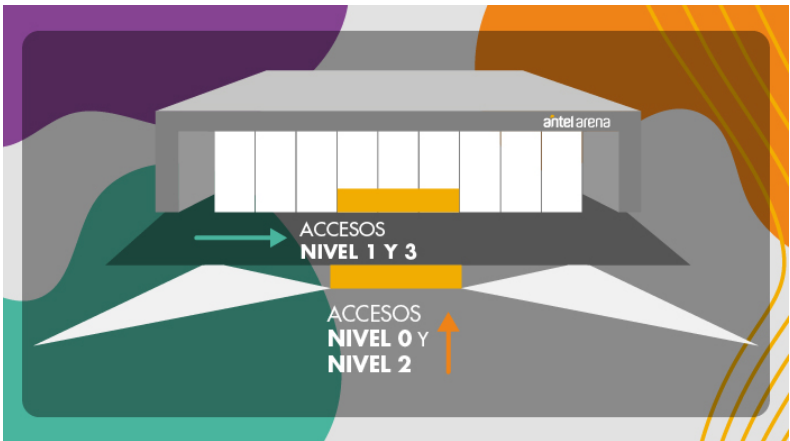 antel arena
ACCESOS
NIVEL 1 Y 3
ACCESOS
NIVEL 0 Y
NIVEL 2